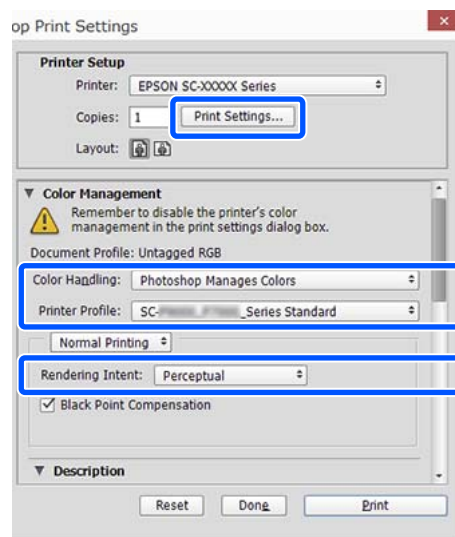 op Print Settings
Printer Setup
Printer: EPSON SC-XXXXX Series
Copies: 1 Print Settings...
Layout:
Color Management
Remember to disable the printer's color
management in the print settings dialog box.
Document Profile: Untagged RGB
Color Handling: Photoshop Manages Colors
Printer Profile: SC- _Series Standard
Normal Printing
Rendering Intent: Perceptual
Black Point Compensation
Description
Reset Done Print